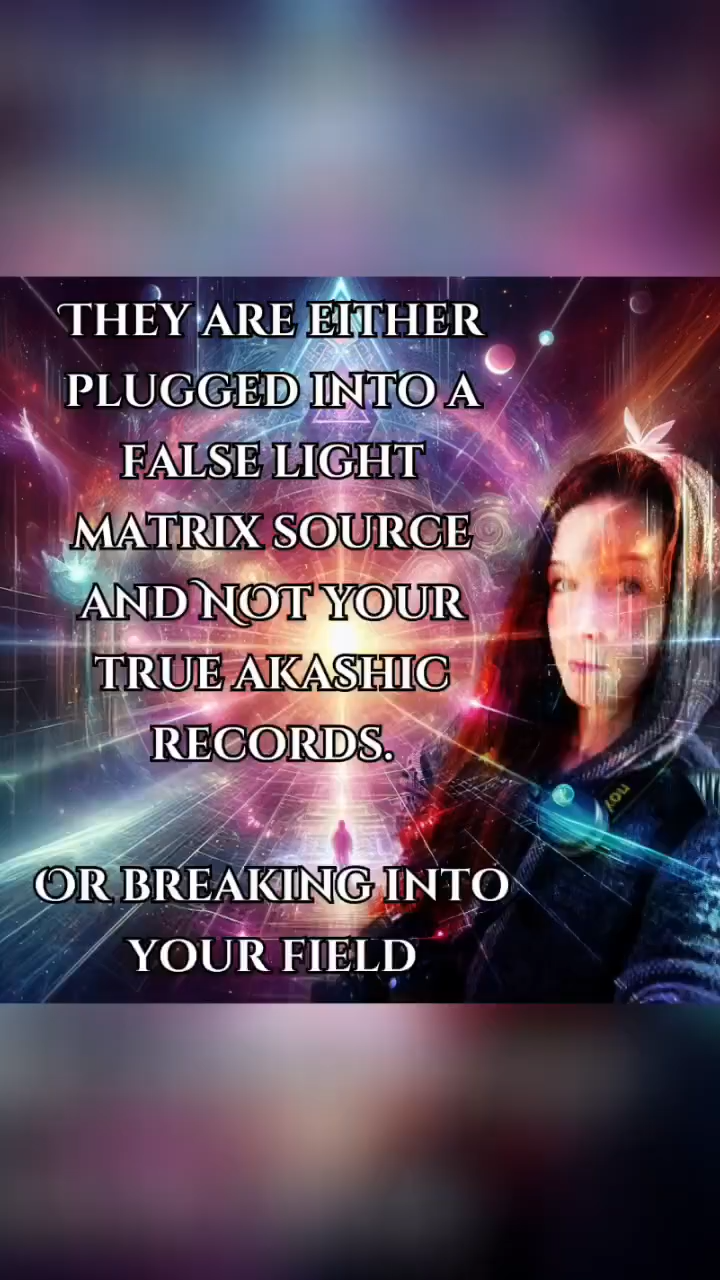 They are either
plugged into a
false light
matrix source
and Not your
true akashic
records.
Or breaking into
your field